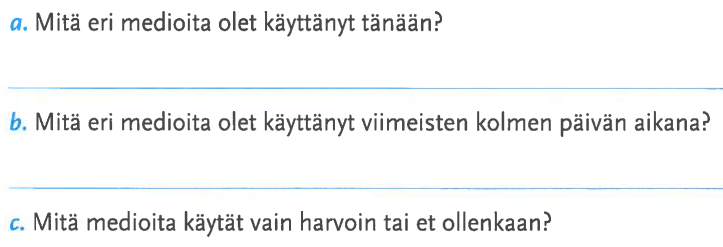 a. Mitä eri medioita olet käyttänyt tänään?
b. Mitä eri medioita olet käyttänyt viimeisten kolmen päivän aikana?
c. Mitä medioita käytät vain harvoin tai et ollenkaan?